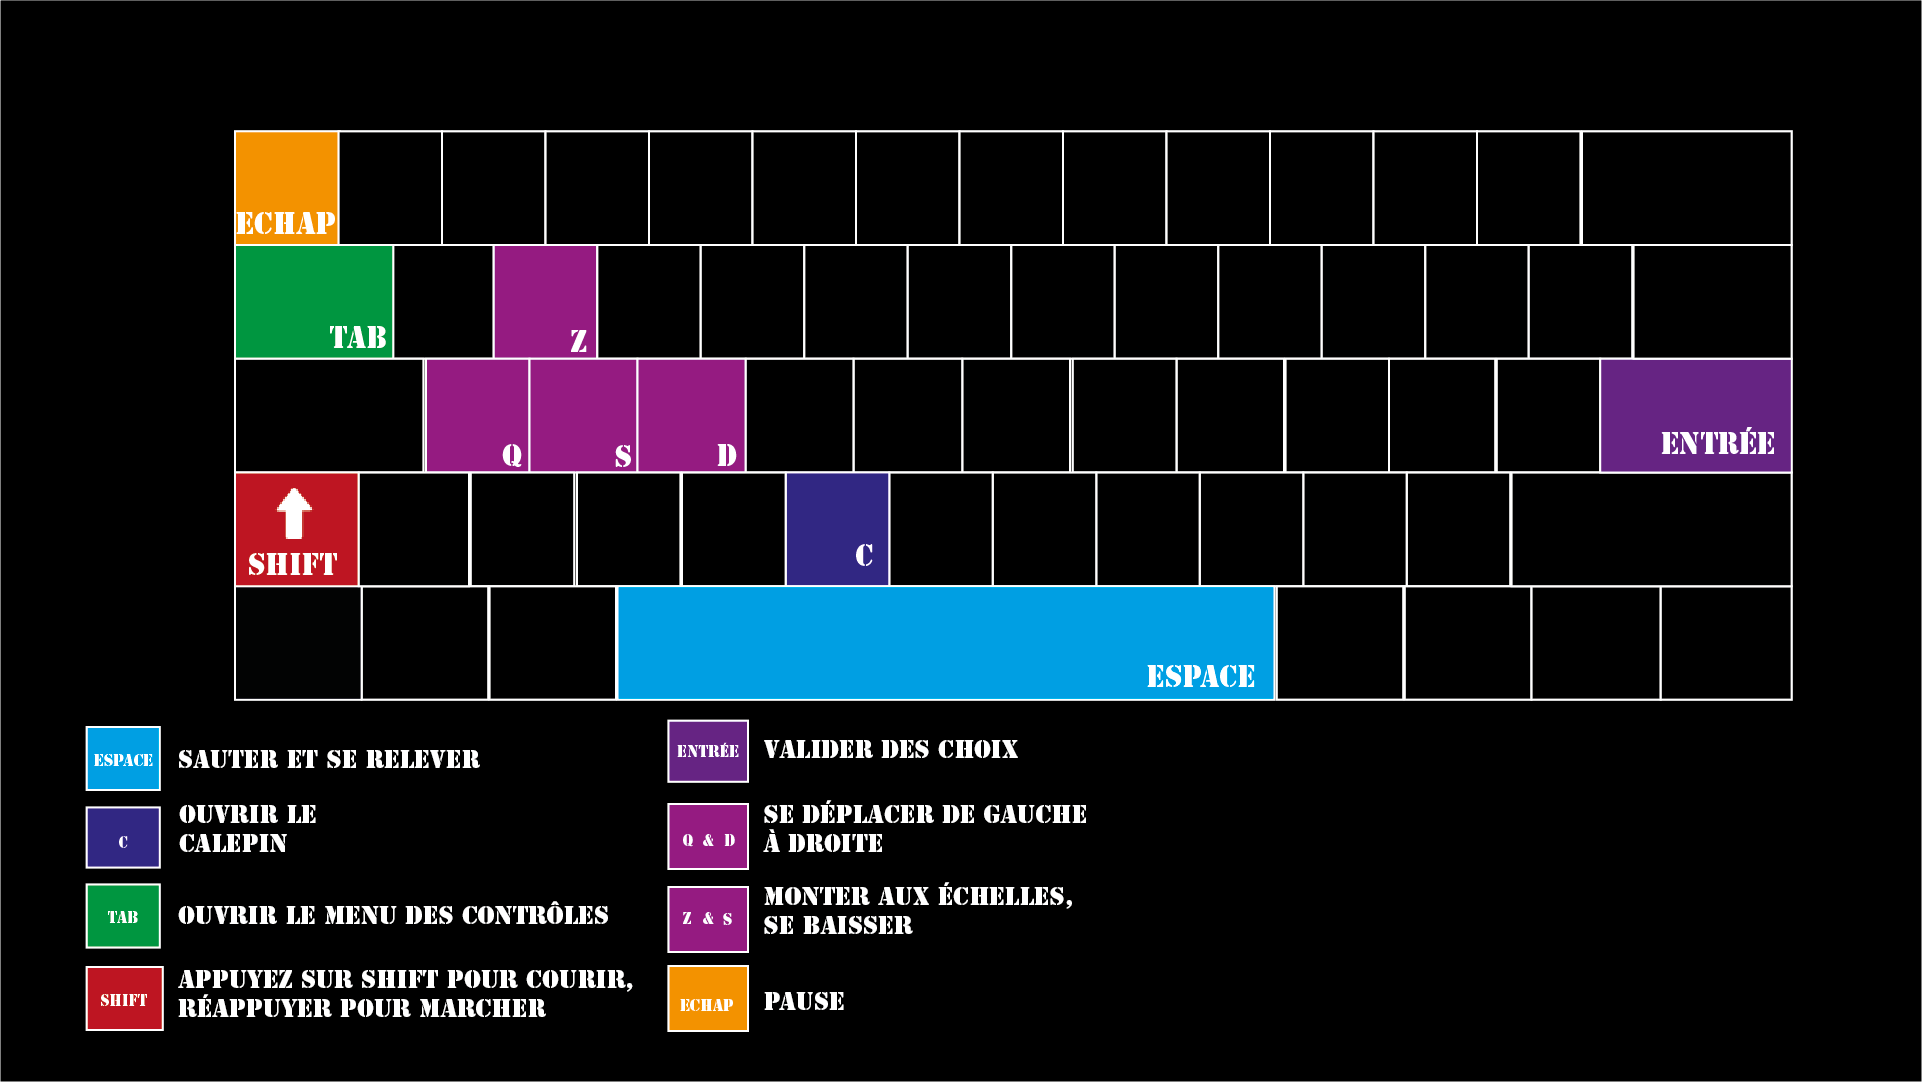 ECHAP
TAB
Z
Q
S
D
ENTRÉE
SHIFT
C
ESPACE
ESPACE
SAUTER ET SE RELEVER
C
OUVRIR LE
CALEPIN
TAB
OUVRIR LE MENU DES CONTRÔLES
SHIFT
APPUYEZ SUR SHIFT POUR COURIR,
RÉAPPUYER POUR MARCHER
ENTRÉE
VALIDER DES CHOIX
Q & D
SE DÉPLACER DE GAUCHE
À DROITE
Z & S
MONTER AUX ÉCHELLES,
SE BAISSER
ECHAP
PAUSE